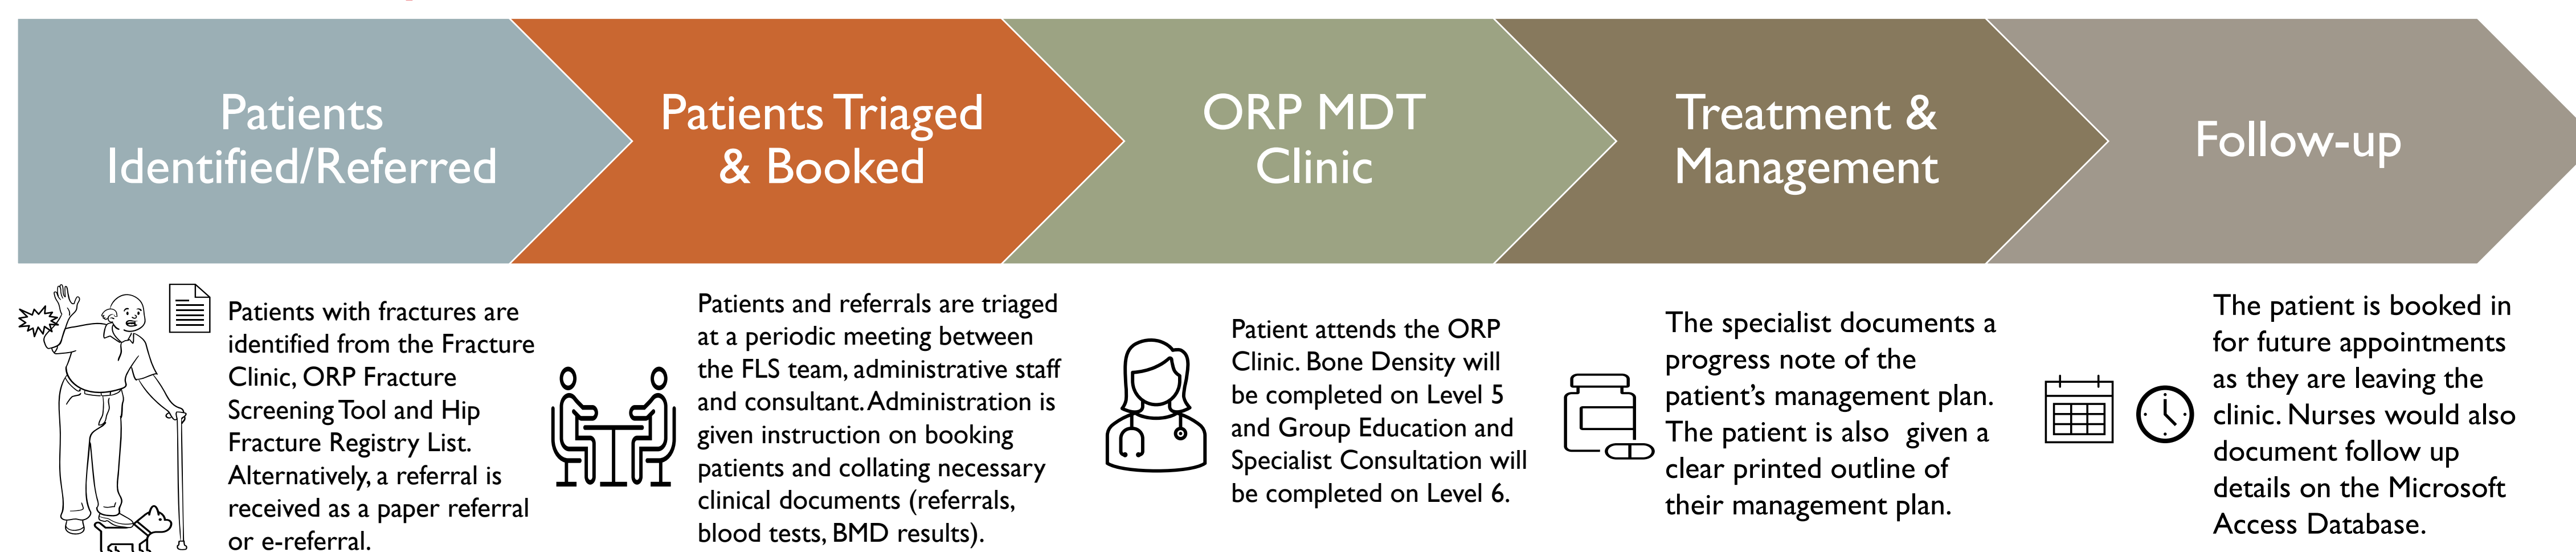 Patients
Identified/Referred
Patients Triaged
& Booked
ORP MDT
Clinic
Treatment &
Management
Follow-up
Patients with fractures are
identified from the Fracture
Clinic, ORP Fracture
Screening Tool and Hip
Fracture Registry List.
Alternatively, a referral is
received as a paper referral
or e-referral.
Patients and referrals are triaged
at a periodic meeting between
the FLS team, administrative staff
and consultant. Administration is
given instruction on booking
patients and collating necessary
clinical documents (referrals,
blood tests, BMD results).
Patient attends the ORP
Clinic. Bone Density will
be completed on Level 5
and Group Education and
Specialist Consultation will
be completed on Level 6.
The specialist documents a
progress note of the
patient’s management plan.
The patient is also  given a
clear printed outline of
their management plan.
The patient is booked in
for future appointments
as they are leaving the
clinic. Nurses would also
document follow up
details on the Microsoft
Access Database.